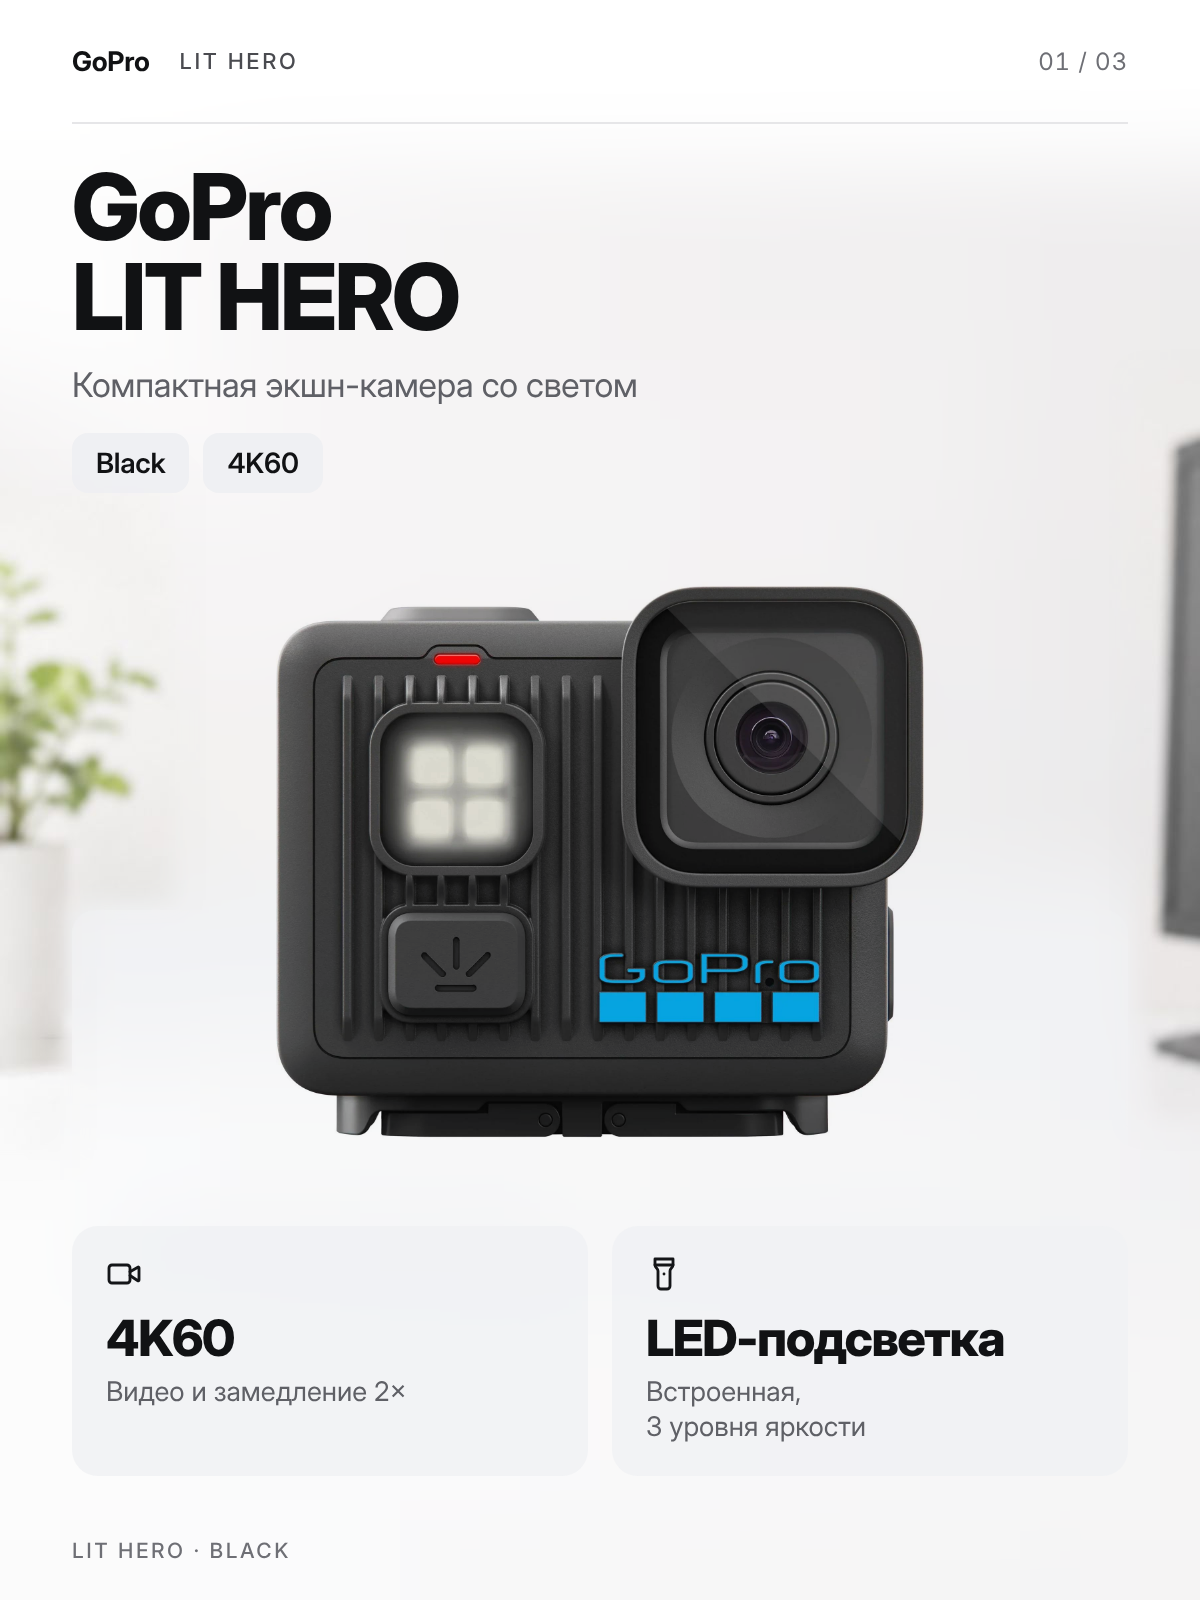 GoPro LIT HERO 01 / 03
GoPro
LIT HERO
Компактная экшн-камера со светом
Black 4K60
GoPro
4K60
Видео и замедление 2×
LED-подсветка
Встроенная,
3 уровня яркости
LIT HERO · BLACK